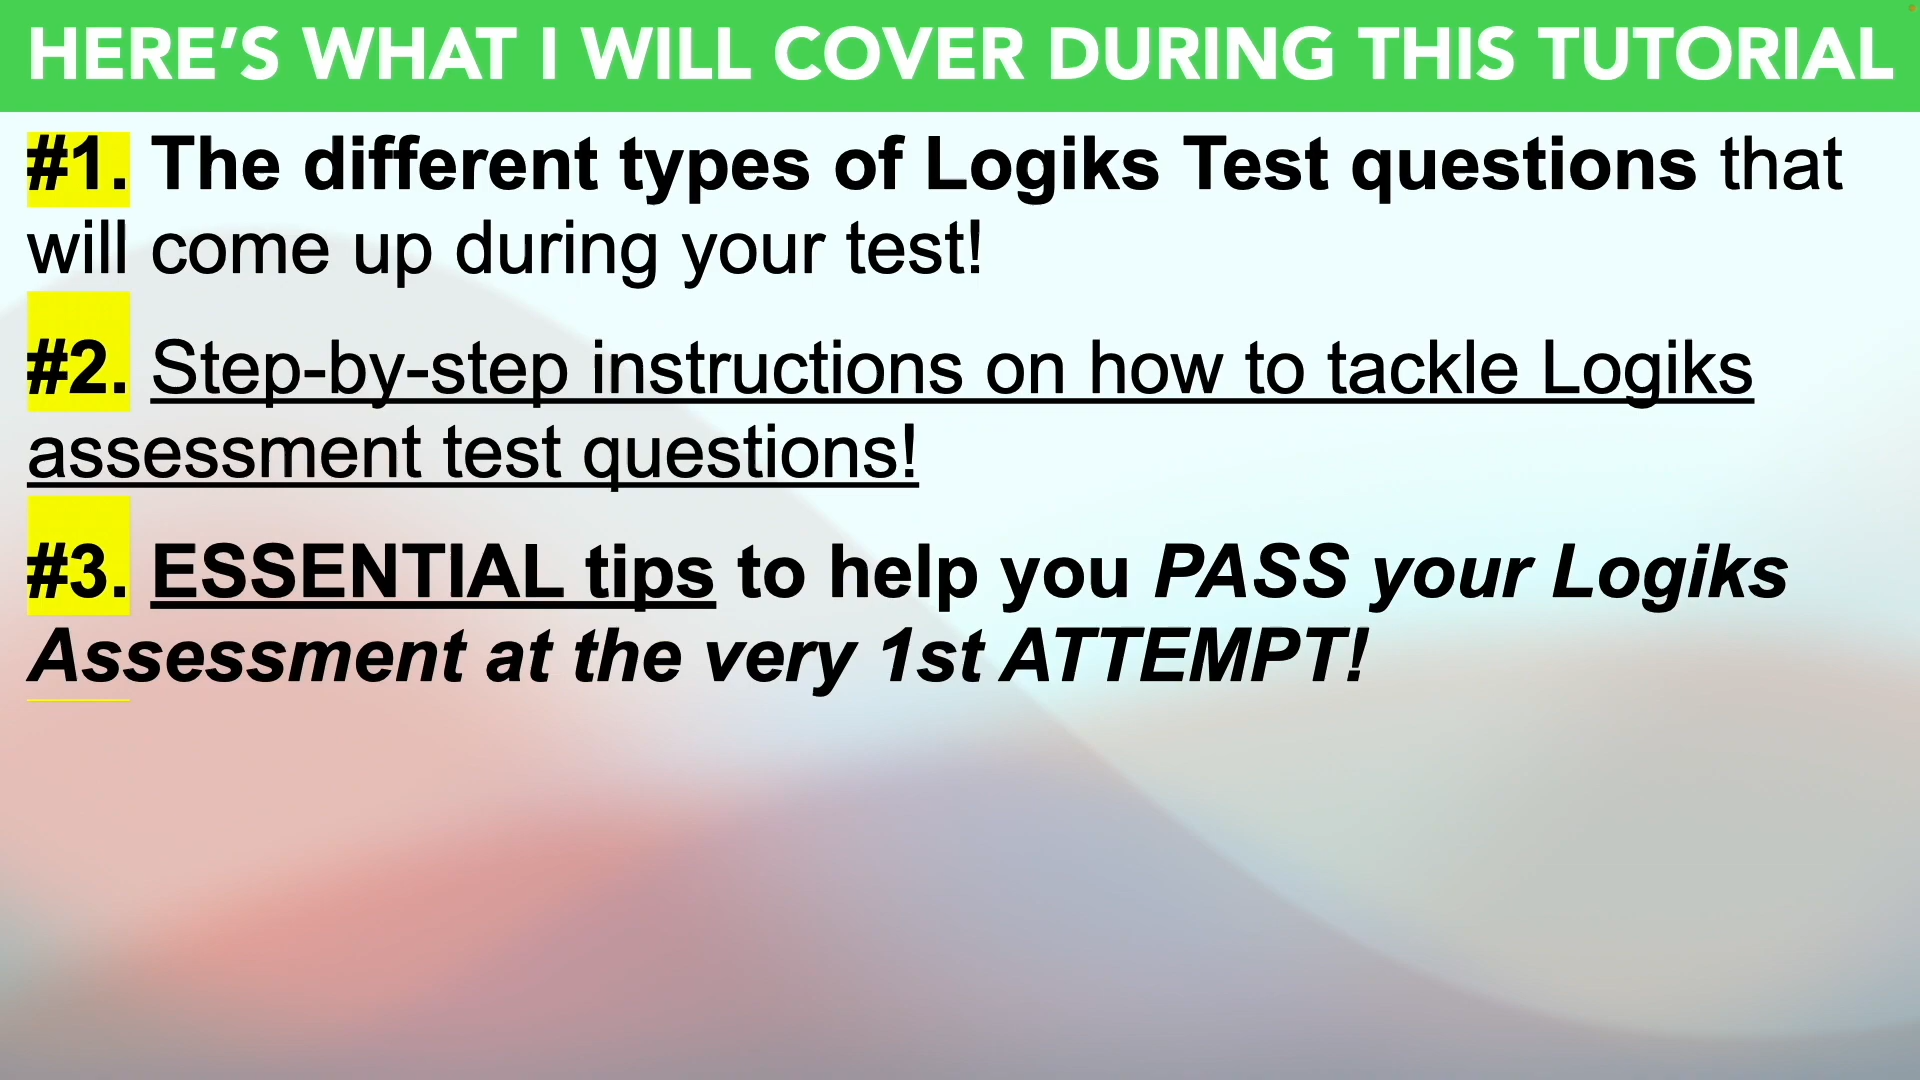 HERE’S WHAT I WILL COVER DURING THIS TUTORIAL
#1. The different types of Logiks Test questions that
will come up during your test!
#2. Step-by-step instructions on how to tackle Logiks
assessment test questions!
#3. ESSENTIAL tips to help you PASS your Logiks
Assessment at the very 1st ATTEMPT!